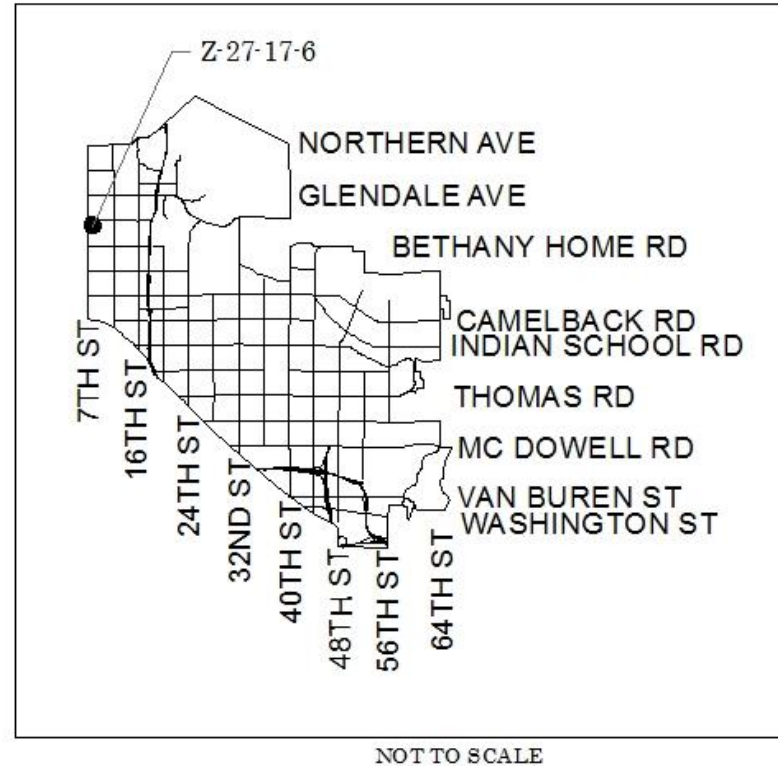 Z-27-17-6
NORTHERN AVE
GLENDALE AVE
BETHANY HOME RD
CAMELBACK RD
INDIAN SCHOOL RD
THOMAS RD
MC DOWELL RD
VAN BUREN ST
WASHINGTON ST
7TH ST
16TH ST
24TH ST
32ND ST
40TH ST
48TH ST
56TH ST
64TH ST
NOT TO SCALE